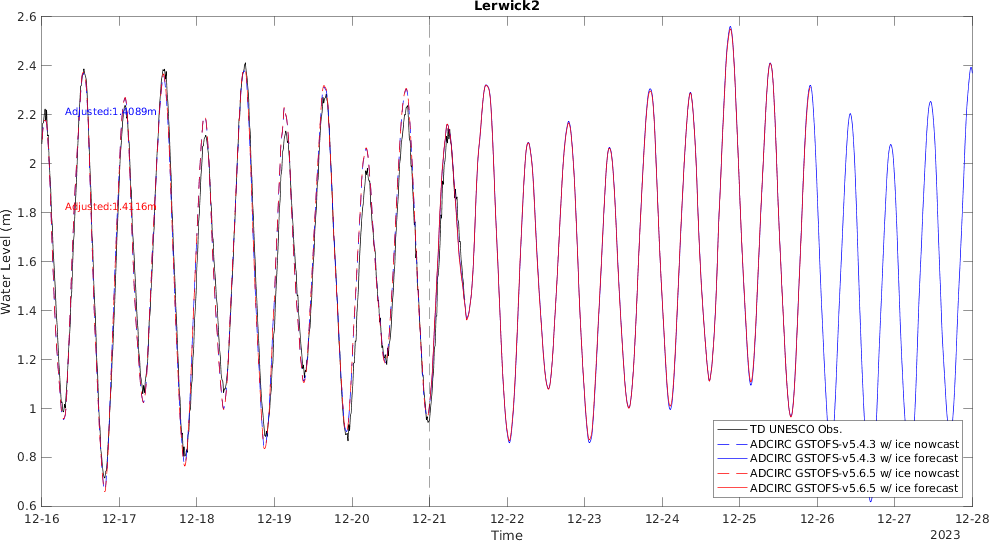 Lerwick2
2.6
2.4
2.2
2
1.8
1.6
1.4
1.2
1
0.8
0.6
Water Level (m)
Adjusted:1.4089m
Adjusted:1.4116m
TD UNESCO Obs.
ADCIRC GSTOFS-v5.4.3 w/ ice nowcast
ADCIRC GSTOFS-v5.4.3 w/ ice forecast
ADCIRC GSTOFS-v5.6.5 w/ ice nowcast
ADCIRC GSTOFS-v5.6.5 w/ ice forecast
12-16 12-17 12-18 12-19 12-20 12-21 12-22 12-23 12-24 12-25 12-26 12-27 12-28
Time
2023